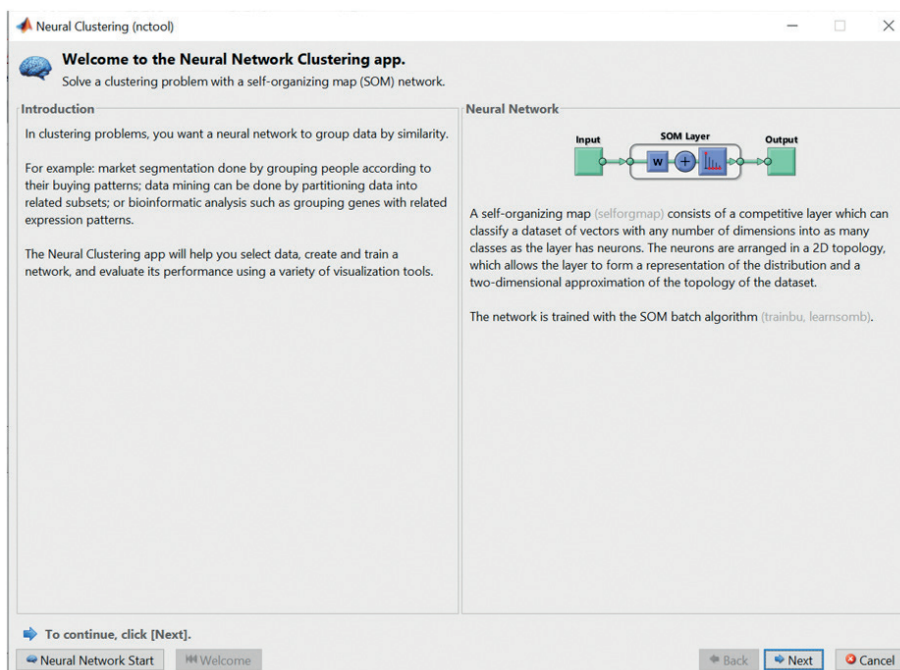 Neural Clustering (nctool)
Welcome to the Neural Network Clustering app.
Solve a clustering problem with a self-organizing map (SOM) network.
Introduction
In clustering problems, you want a neural network to group data by similarity.
For example: market segmentation done by grouping people according to
their buying patterns; data mining can be done by partitioning data into
related subsets; or bioinformatic analysis such as grouping genes with related
expression patterns.
The Neural Clustering app will help you select data, create and train a
network, and evaluate its performance using a variety of visualization tools.
Neural Network
Input
SOM Layer
Output
W
+
A self-organizing map (selforgmap) consists of a competitive layer which can
classify a dataset of vectors with any number of dimensions into as many
classes as the layer has neurons. The neurons are arranged in a 2D topology,
which allows the layer to form a representation of the distribution and a
two-dimensional approximation of the topology of the dataset.
The network is trained with the SOM batch algorithm (trainbu, learnsomb).
To continue, click [Next].
Neural Network Start
Welcome
Back
Next
Cancel